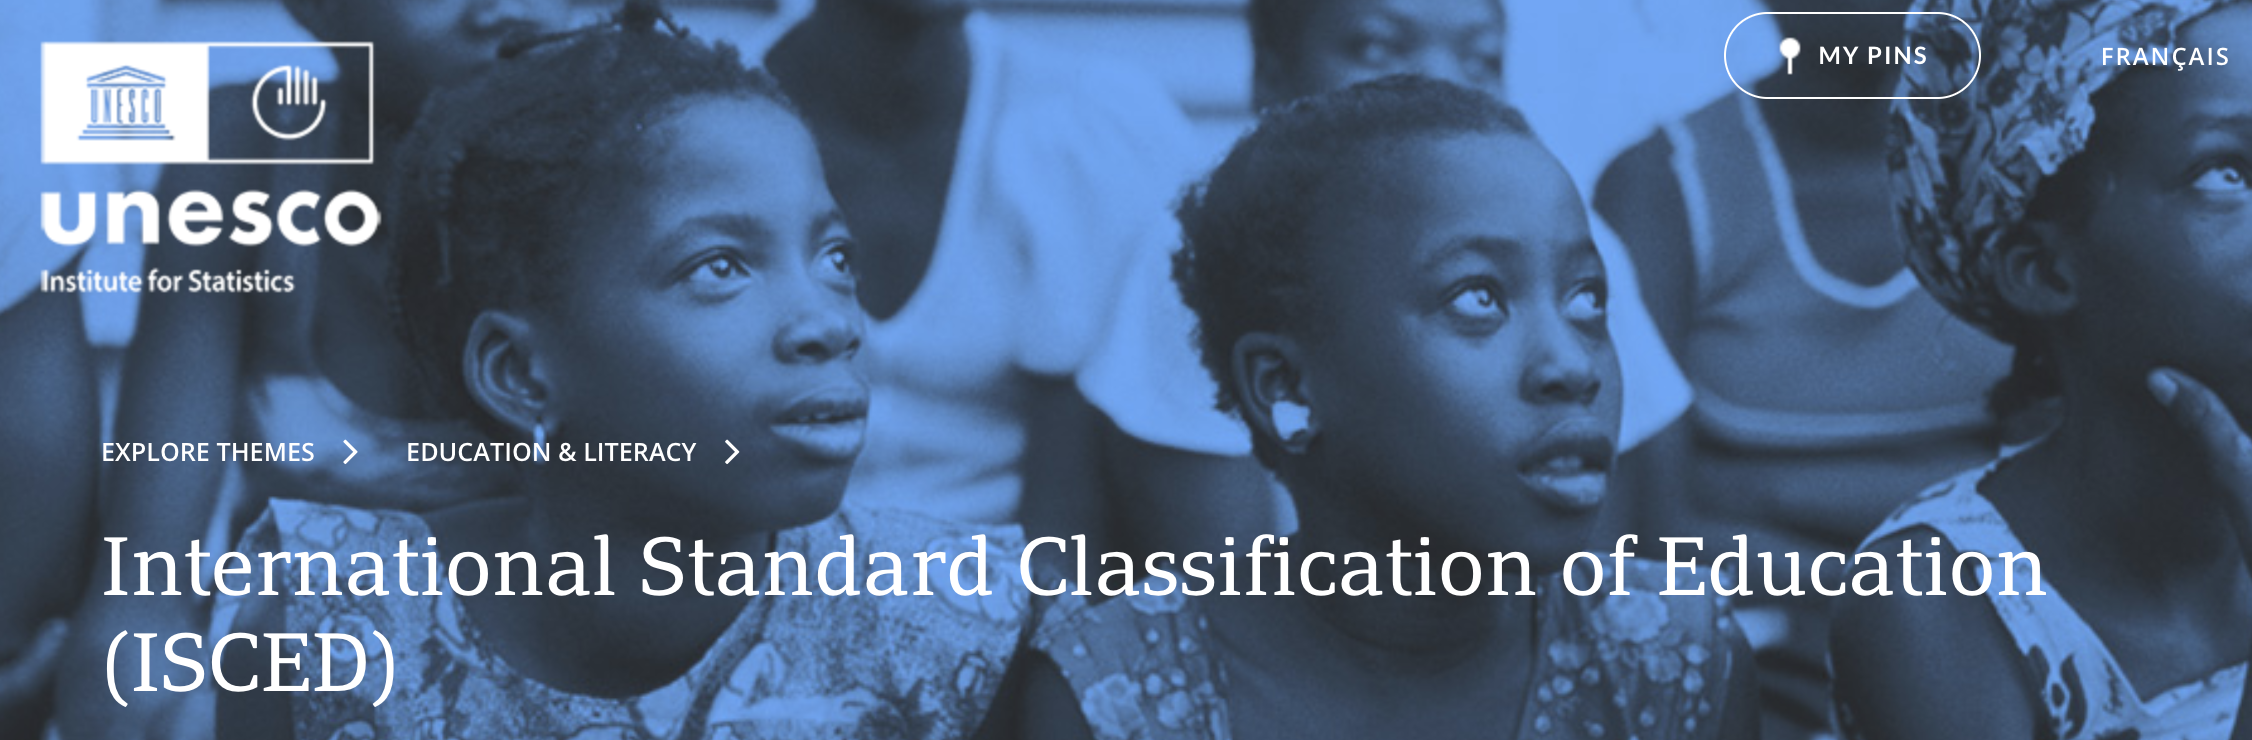 UNESCO
unesco
Institute for Statistics
MY PINS
FRANÇAIS
EXPLORE THEMES
EDUCATION & LITERACY
International Standard Classification of Education
(ISCED)